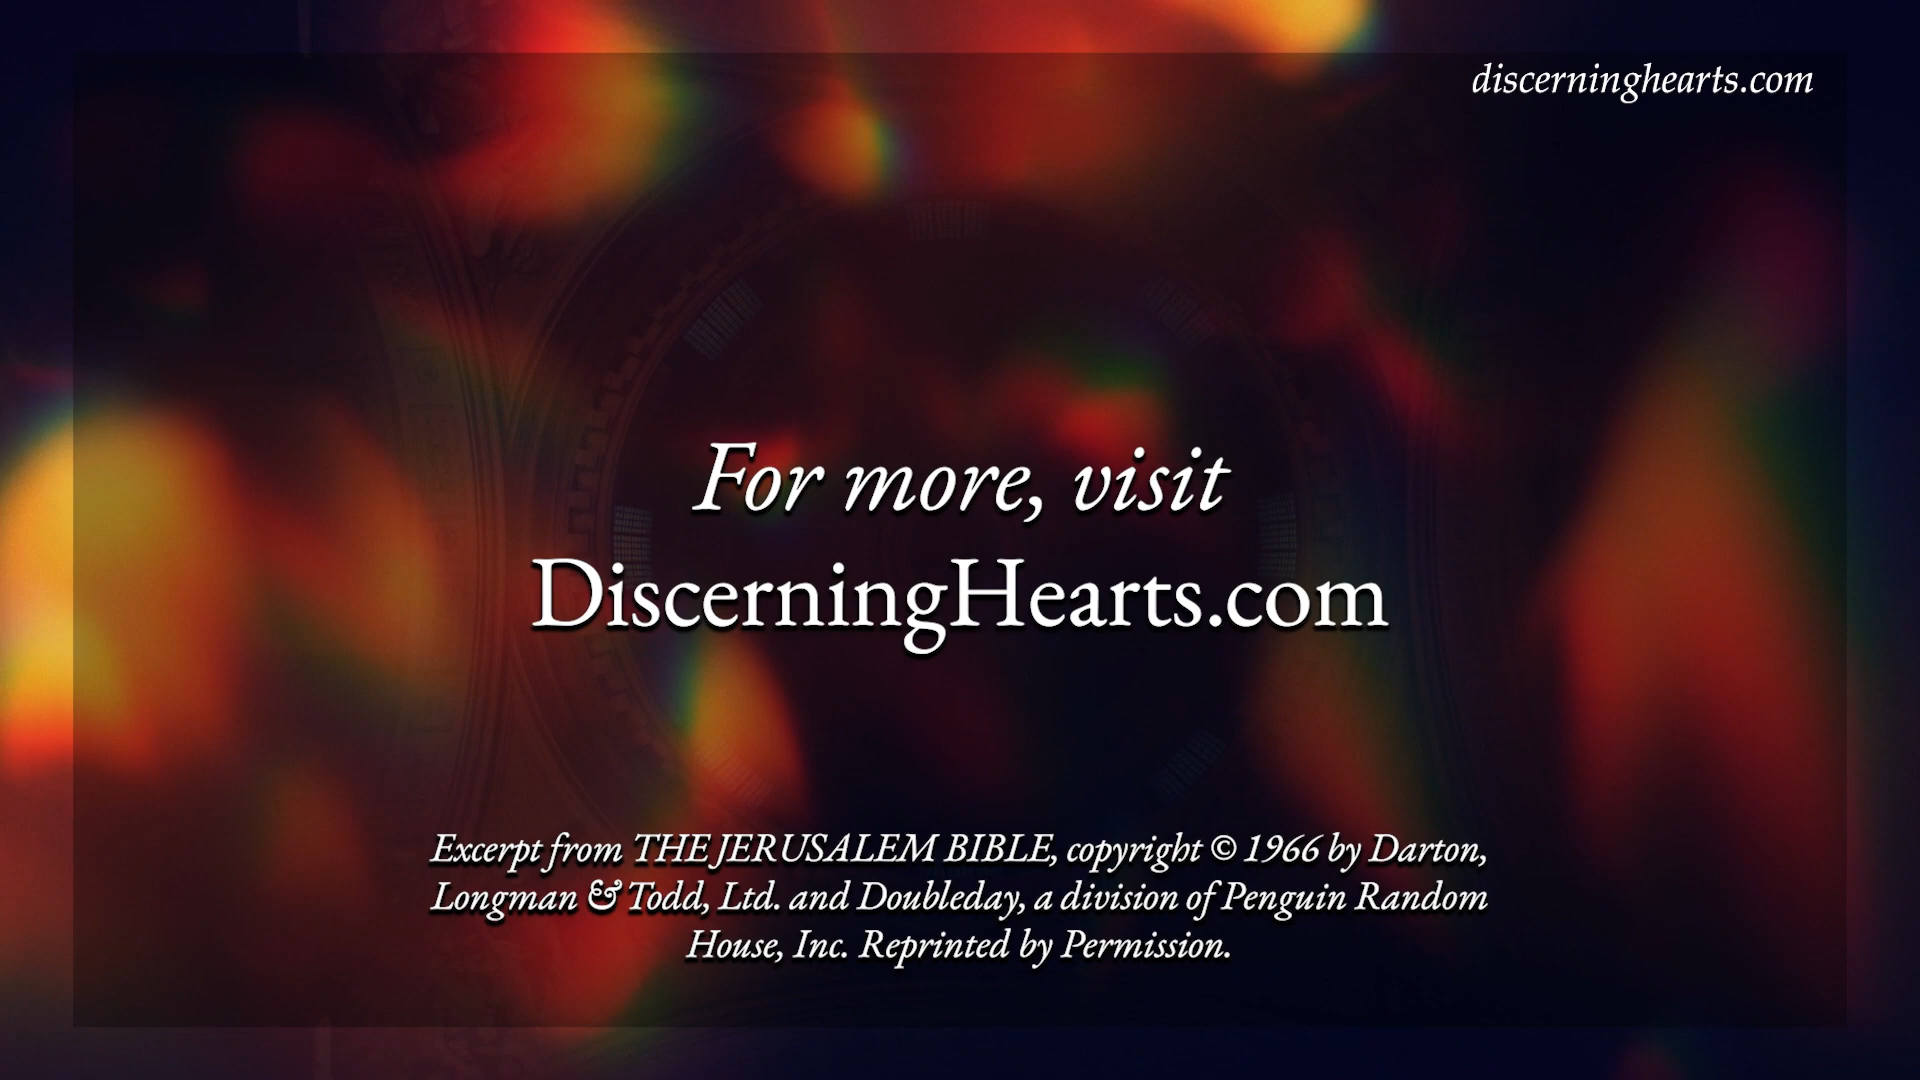 discerninghearts.com
For more, visit
DiscerningHearts.com
Excerpt from THE JERUSALEM BIBLE, copyright © 1966 by Darton,
Longman & Todd, Ltd. and Doubleday, a division of Penguin Random
House, Inc. Reprinted by Permission.